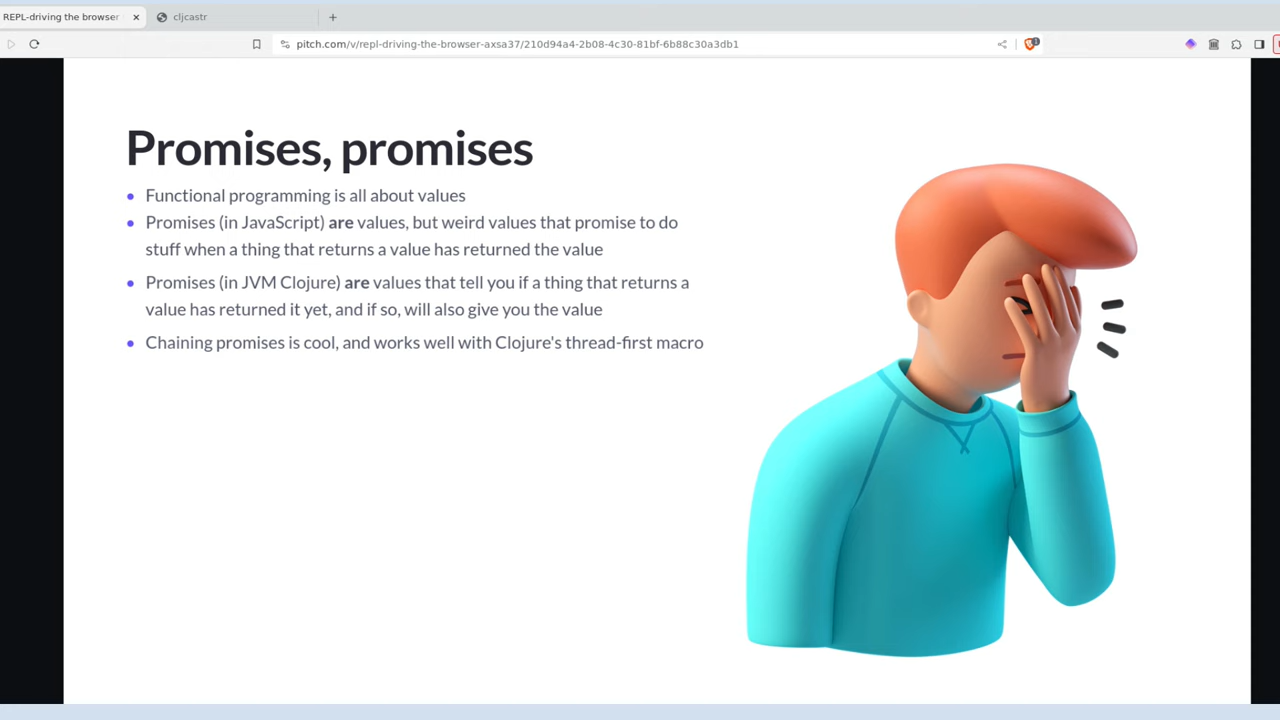 REPL-driving the browser
cljcastr
pitch.com/v/repl-driving-the-browser-axsa37/210d94a4-2b08-4c30-81bf-6b88c30a3db1
Promises, promises
Functional programming is all about values
Promises (in JavaScript) are values, but weird values that promise to do
stuff when a thing that returns a value has returned the value
Promises (in JVM Clojure) are values that tell you if a thing that returns a
value has returned it yet, and if so, will also give you the value
Chaining promises is cool, and works well with Clojure's thread-first macro